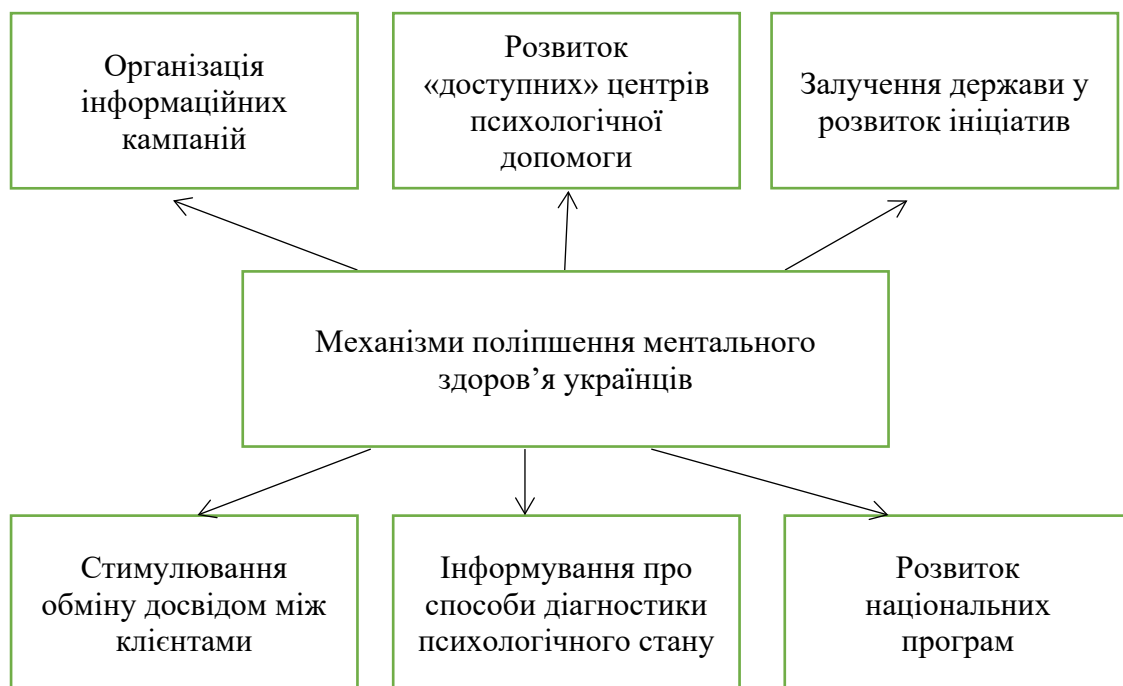 Організація
інформаційних
кампаній
Розвиток
«доступних» центрів
психологічної
допомоги
Залучення держави у
розвиток ініціатив
Механізми поліпшення ментального
здоров’я українців
Стимулювання
обміну досвідом між
клієнтами
Інформування про
способи діагностики
психологічного стану
Розвиток
національних
програм